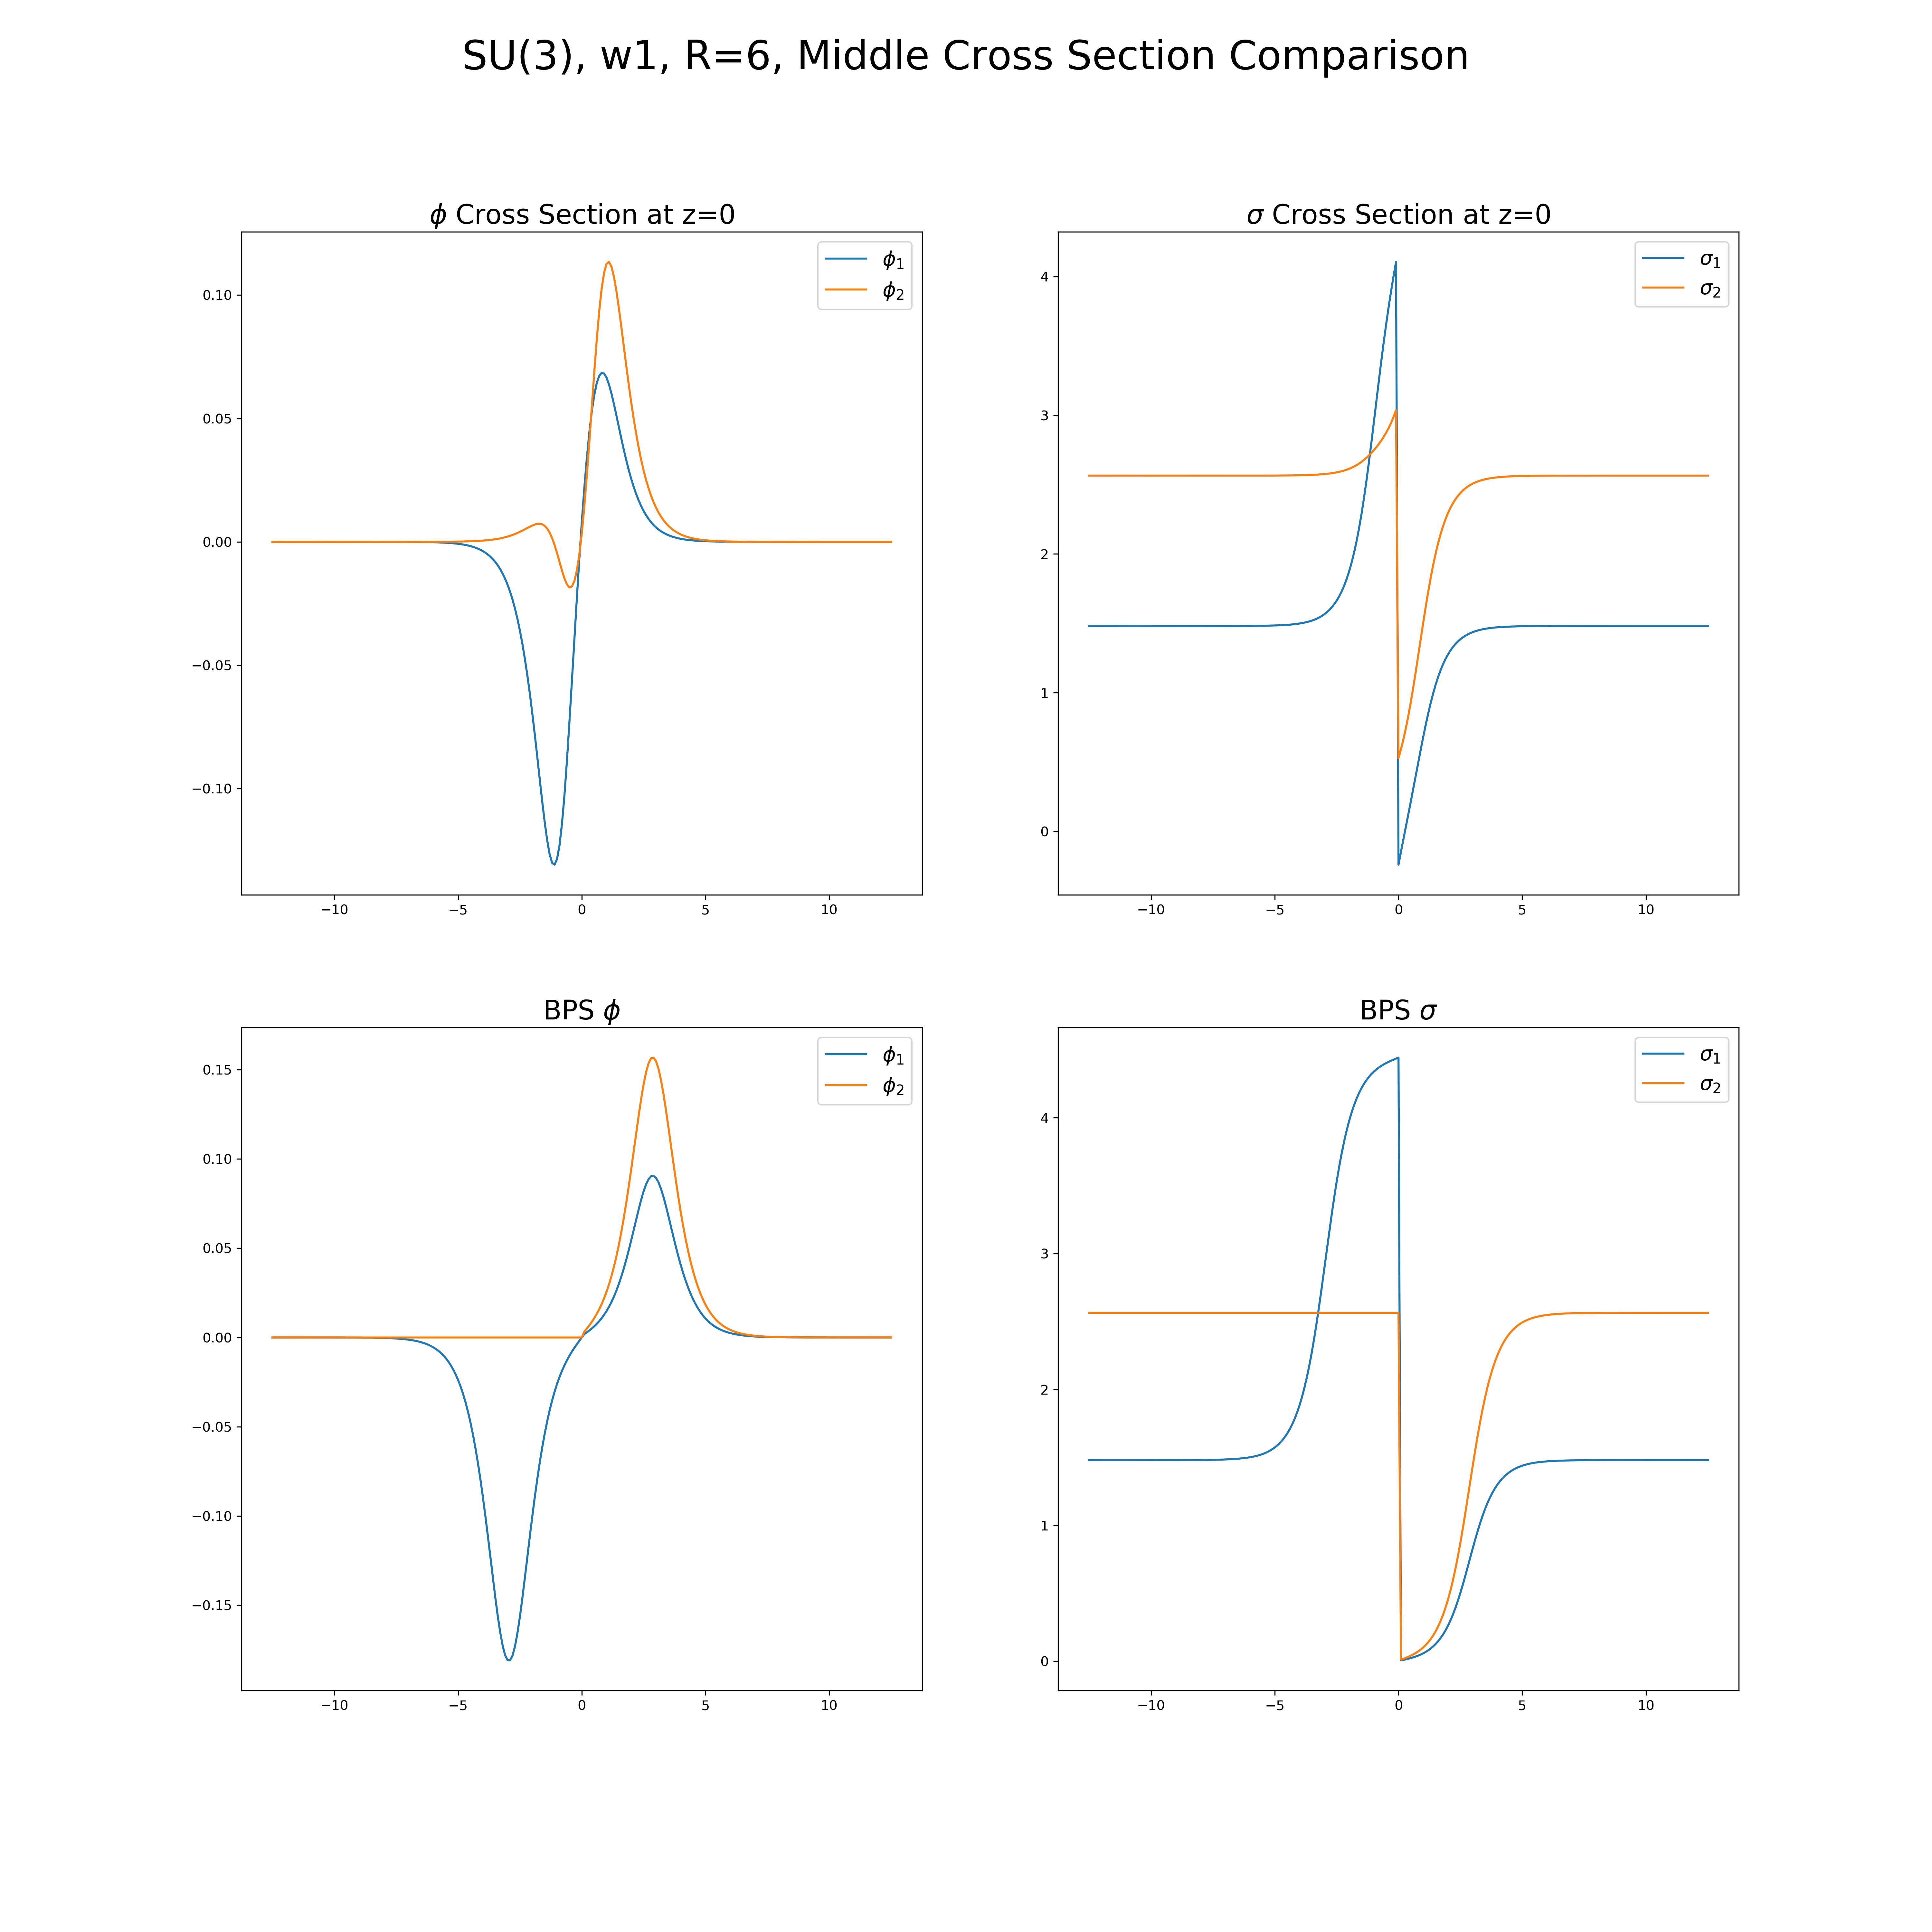 SU(3), w1, R=6, Middle Cross Section Comparison
ϕ Cross Section at z=0
ϕ₁
ϕ₂
0.10
0.05
0.00
−0.05
−0.10
−10 −5 0 5 10
σ Cross Section at z=0
σ₁
σ₂
4
3
2
1
0
−10 −5 0 5 10
BPS ϕ
ϕ₁
ϕ₂
0.15
0.10
0.05
0.00
−0.05
−0.10
−0.15
−10 −5 0 5 10
BPS σ
σ₁
σ₂
4
3
2
1
0
−10 −5 0 5 10